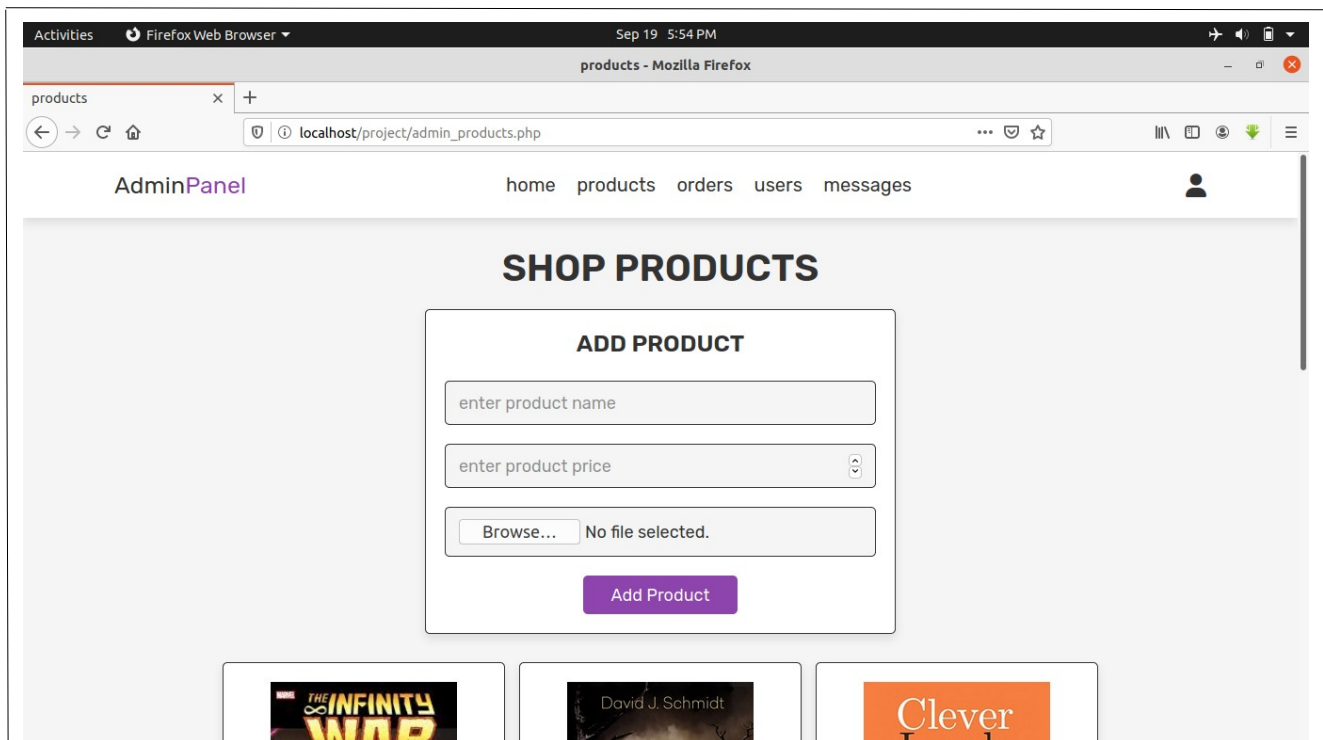 Activities Firefox Web Browser Sep 19 5:54 PM
products - Mozilla Firefox
products
localhost/project/admin_products.php
AdminPanel home products orders users messages
SHOP PRODUCTS
ADD PRODUCT
enter product name
enter product price
Browse... No file selected.
Add Product
MARVEL THE INFINITY
WAR
David J. Schmidt
Clever